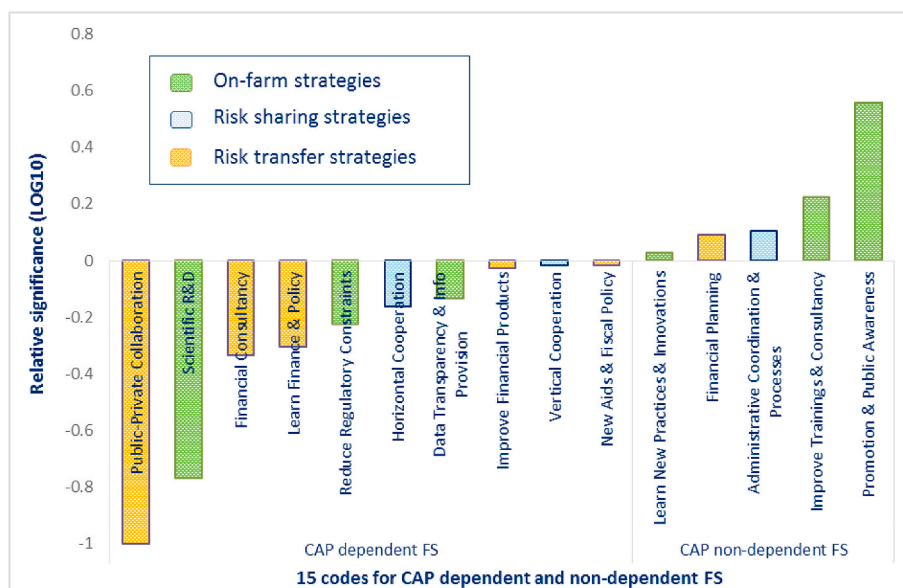 0.8
0.6
0.4
0.2
0
-0.2
-0.4
-0.6
-0.8
-1
Relative significance (LOG10)
On-farm strategies
Risk sharing strategies
Risk transfer strategies
Public-Private Collaboration
Scientific R&D
Financial Consultancy
Learn Finance & Policy
Reduce Regulatory Constraints
Horizontal Cooperation
Data Transparency & Info
Provision
Improve Financial Products
Vertical Cooperation
New Aids & Fiscal Policy
Learn New Practices & Innovations
Financial Planning
Administrative Coordination &
Processes
Improve Trainings & Consultancy
Promotion & Public Awareness
CAP dependent FS
CAP non-dependent FS
15 codes for CAP dependent and non-dependent FS